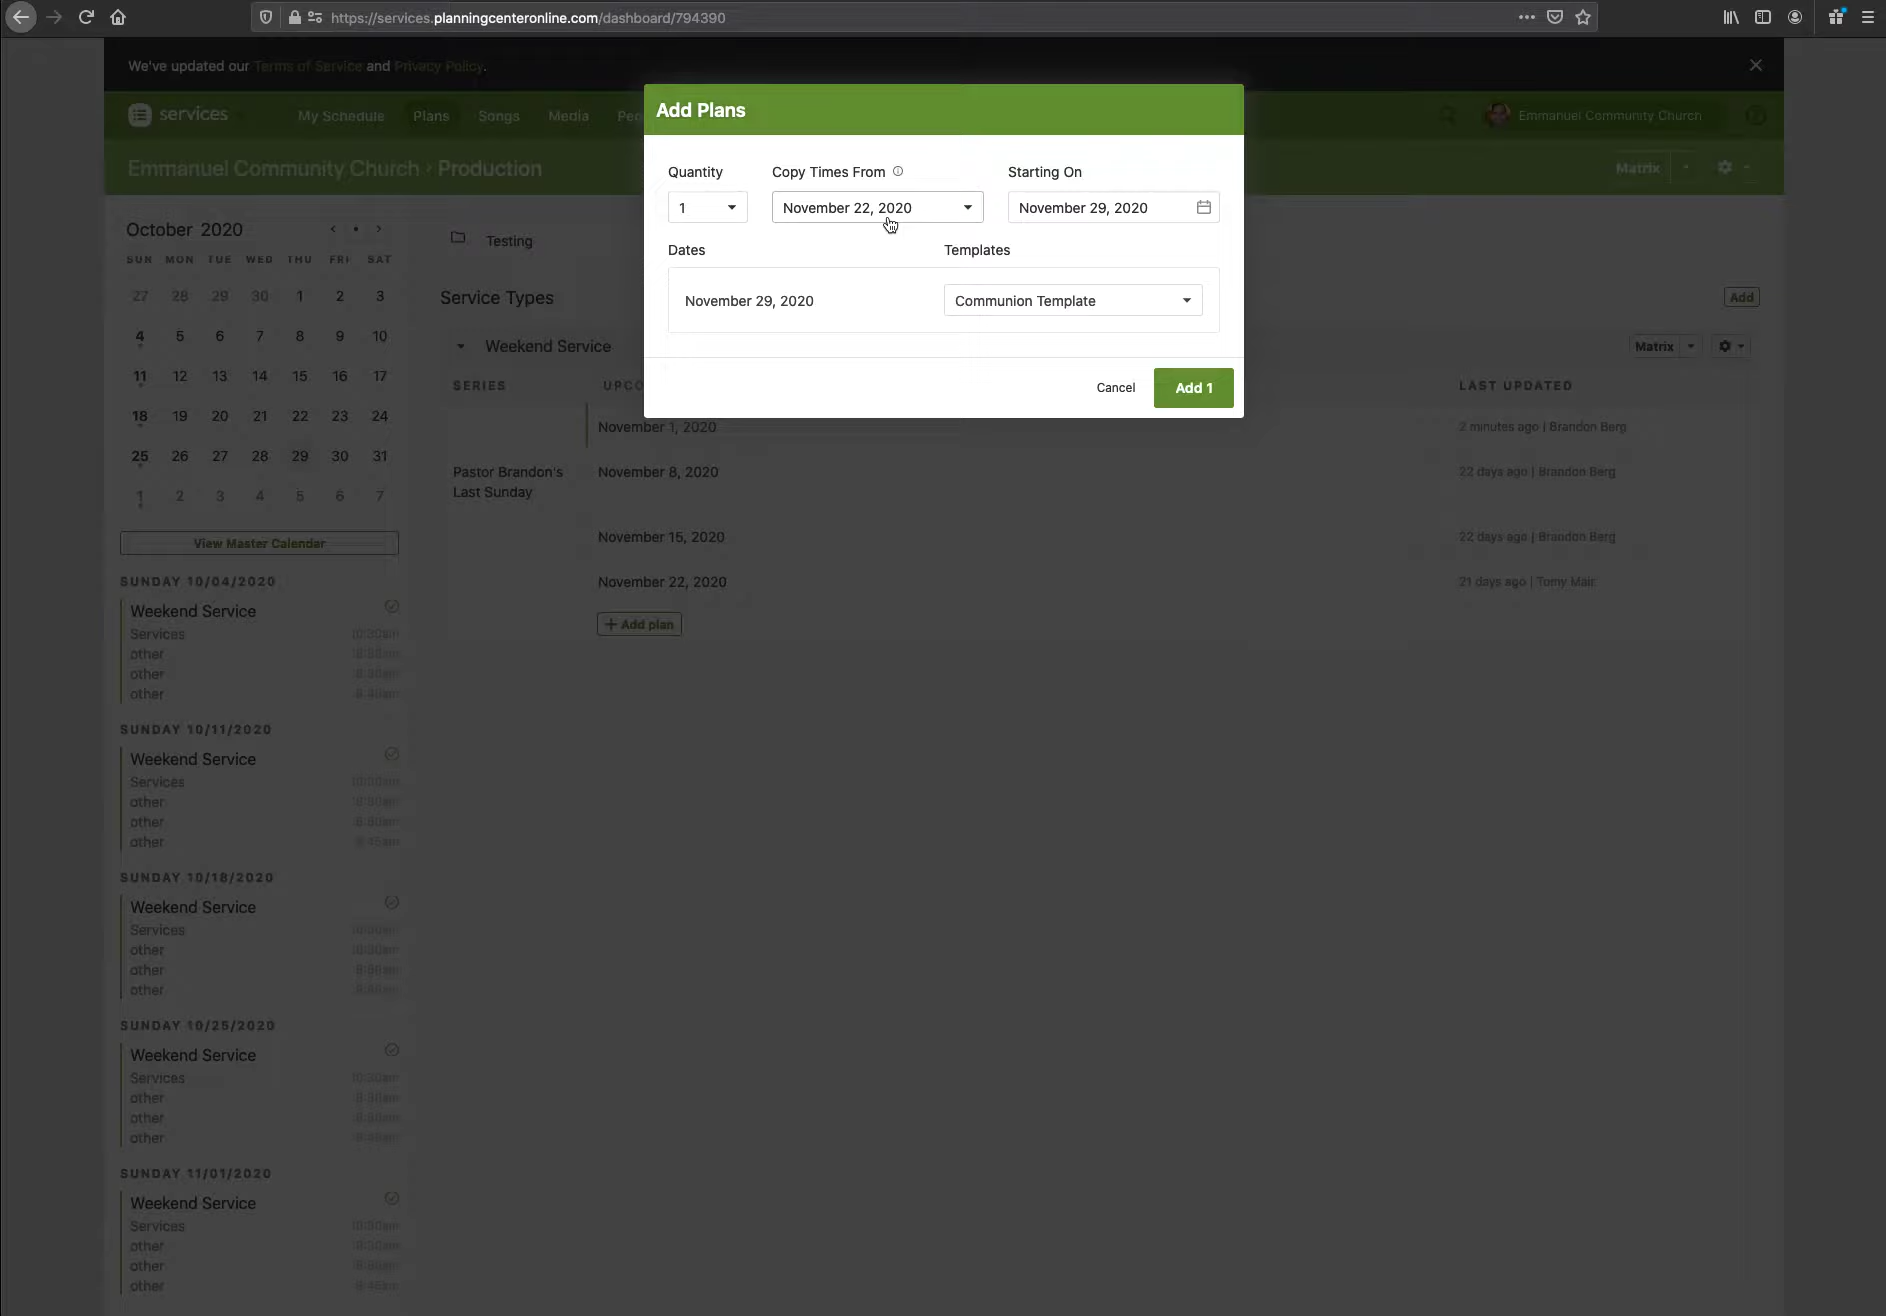 https://services.planningcenteronline.com/dashboard/794390
We've updated our Terms of Service and Privacy Policy.
services
My Schedule
Plans
Songs
Media
Emmanuel Community Church
Emmanuel Community Church › Production
Matrix
Add Plans
Quantity
Copy Times From
Starting On
1
November 22, 2020
November 29, 2020
Dates
Templates
November 29, 2020
Communion Template
Cancel
Add 1
October 2020
SUN MON TUE WED THU FRI SAT
27 28 29 30 1 2 3
4 5 6 7 8 9 10
11 12 13 14 15 16 17
18 19 20 21 22 23 24
25 26 27 28 29 30 31
1 2 3 4 5 6 7
View Master Calendar
SUNDAY 10/04/2020
Weekend Service
Services
other
other
other
SUNDAY 10/11/2020
Weekend Service
Services
other
other
other
SUNDAY 10/18/2020
Weekend Service
Services
other
other
other
SUNDAY 10/25/2020
Weekend Service
Services
other
other
other
SUNDAY 11/01/2020
Weekend Service
Services
other
other
other
Testing
Service Types
Add
Weekend Service
Matrix
SERIES
LAST UPDATED
November 1, 2020
2 minutes ago | Brandon Berg
Pastor Brandon's
Last Sunday
November 8, 2020
22 days ago | Brandon Berg
November 15, 2020
22 days ago | Brandon Berg
November 22, 2020
21 days ago | Tomy Mair
+ Add plan